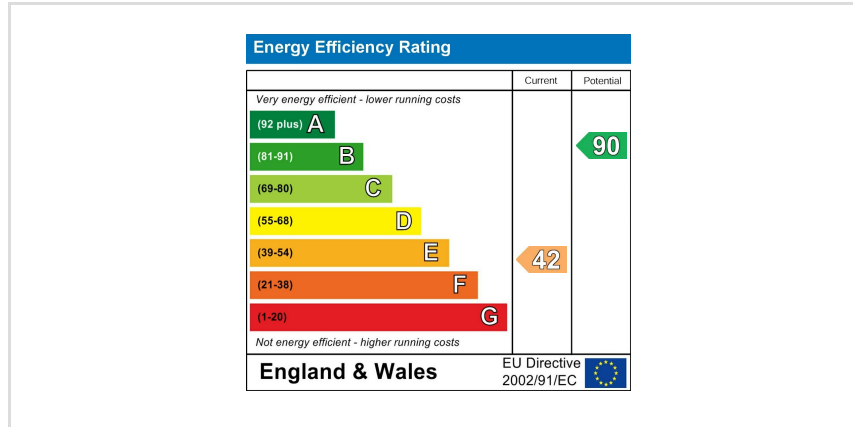 Energy Efficiency Rating
Current Potential
Very energy efficient - lower running costs
(92 plus) A
(81-91) B
90
(69-80) C
(55-68) D
(39-54) E
42
(21-38) F
(1-20) G
Not energy efficient - higher running costs
England & Wales
EU Directive
2002/91/EC